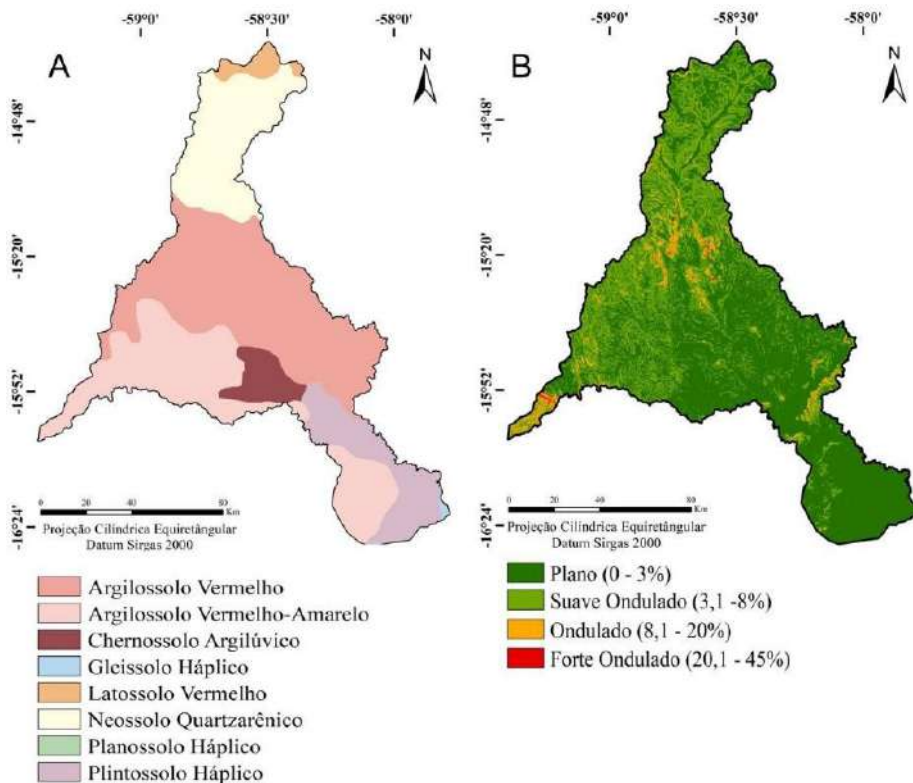 -59°0'
-58°30'
-58°0'
A
N
-14°48'
-15°20'
-15°52'
-16°24'
0 20 40 80
Km
Projeção Cilíndrica Equiretângular
Datum Sirgas 2000
Argilossolo Vermelho
Argilossolo Vermelho-Amarelo
Chernossolo Argilúvico
Gleissolo Háplico
Latossolo Vermelho
Neossolo Quartzarênico
Planossolo Háplico
Plintossolo Háplico
-59°0'
-58°30'
-58°0'
B
N
-14°48'
-15°20'
-15°52'
-16°24'
0 20 40 80
Km
Projeção Cilíndrica Equiretângular
Datum Sirgas 2000
Plano (0 - 3%)
Suave Ondulado (3,1 -8%)
Ondulado (8,1 - 20%)
Forte Ondulado (20,1 - 45%)